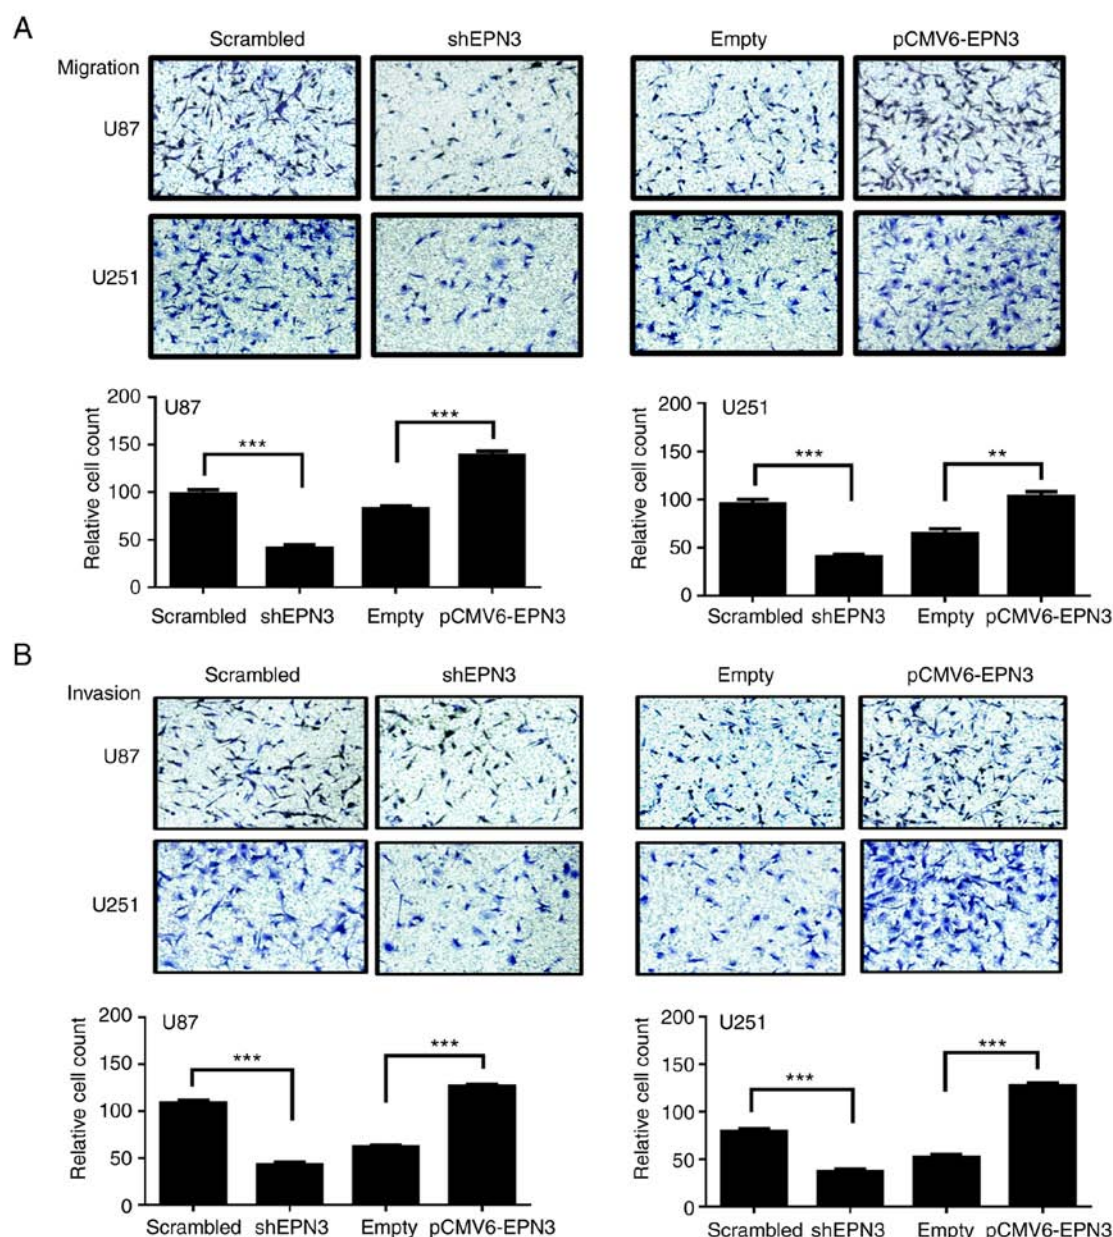 A
Scrambled shEPN3 Empty pCMV6-EPN3
Migration
U87
U251
200
150
100
50
0
Relative cell count
U87
***
***
Scrambled shEPN3 Empty pCMV6-EPN3
200
150
100
50
0
Relative cell count
U251
***
**
Scrambled shEPN3 Empty pCMV6-EPN3
B
Scrambled shEPN3 Empty pCMV6-EPN3
Invasion
U87
U251
200
150
100
50
0
Relative cell count
U87
***
***
Scrambled shEPN3 Empty pCMV6-EPN3
200
150
100
50
0
Relative cell count
U251
***
***
Scrambled shEPN3 Empty pCMV6-EPN3